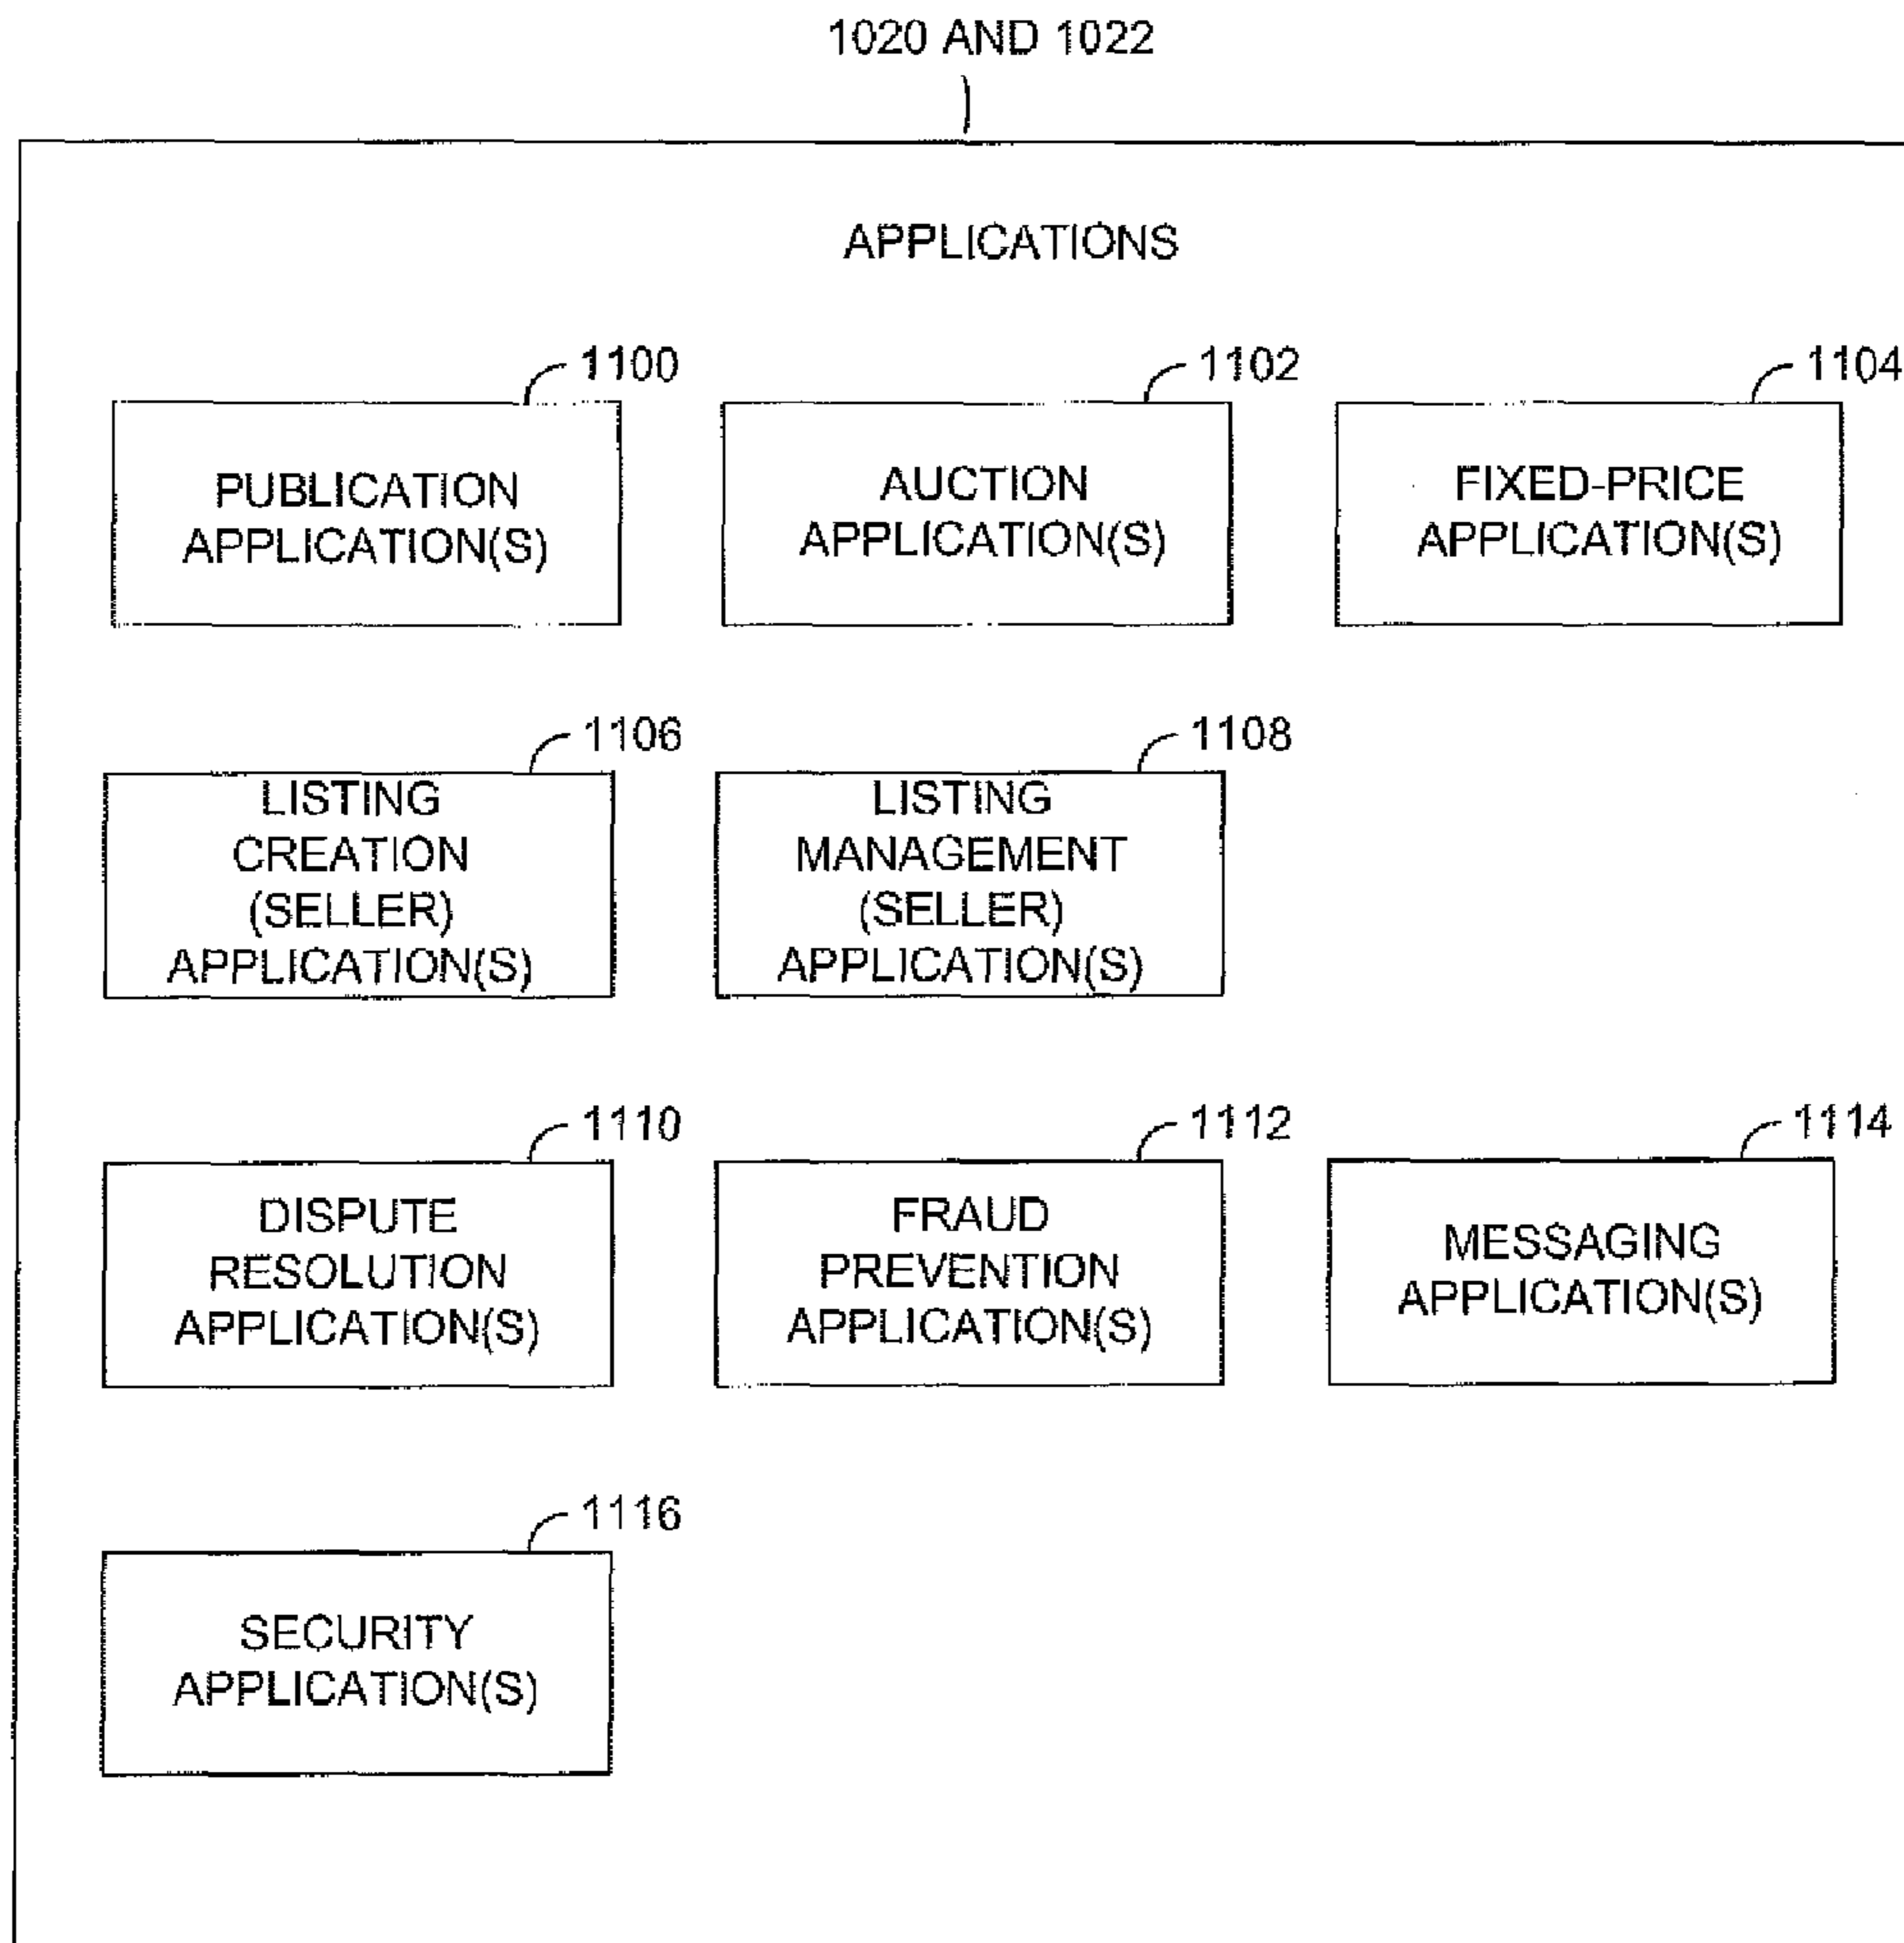 1020 AND 1022
APPLICATIONS
1100
PUBLICATION
APPLICATION(S)
1102
AUCTION
APPLICATION(S)
1104
FIXED-PRICE
APPLICATION(S)
1106
LISTING
CREATION
(SELLER)
APPLICATION(S)
1108
LISTING
MANAGEMENT
(SELLER)
APPLICATION(S)
1110
DISPUTE
RESOLUTION
APPLICATION(S)
1112
FRAUD
PREVENTION
APPLICATION(S)
1114
MESSAGING
APPLICATION(S)
1116
SECURITY
APPLICATION(S)